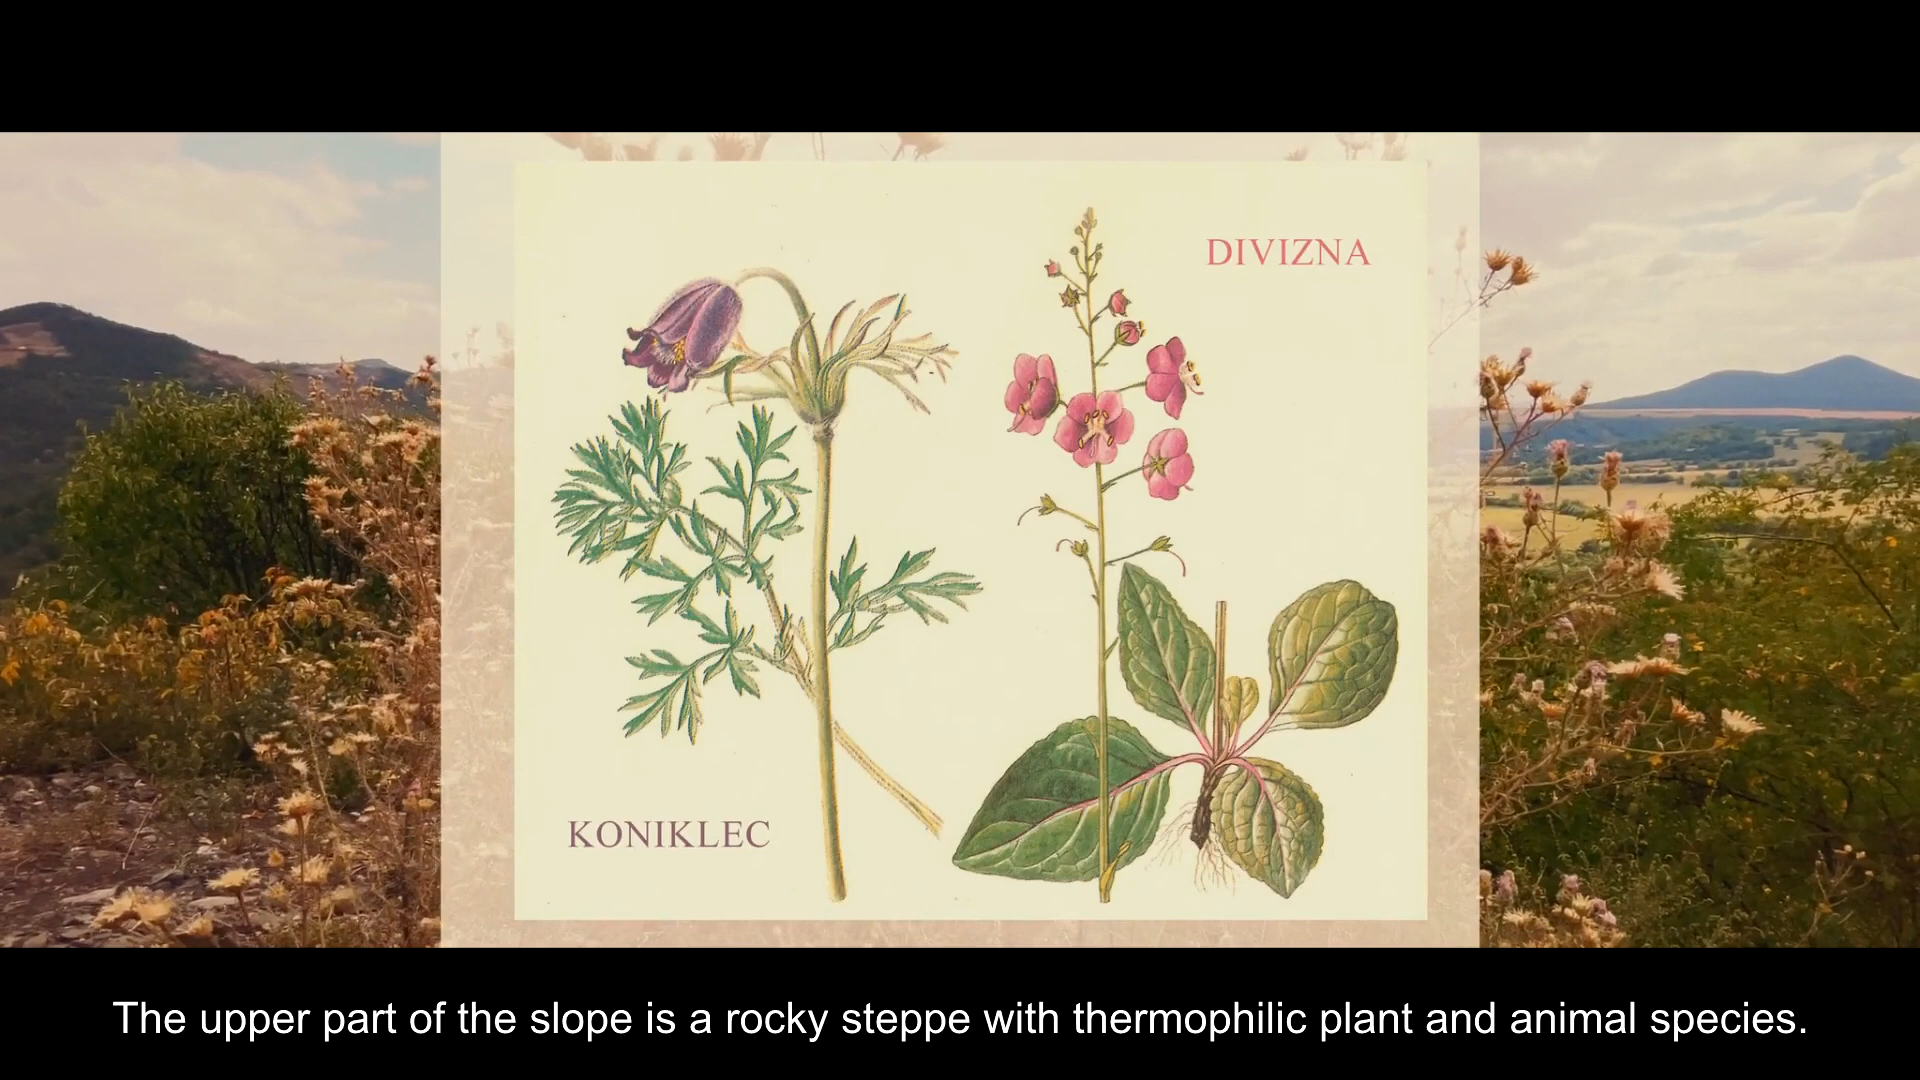 DIVIZNA
KONIKLEC
The upper part of the slope is a rocky steppe with thermophilic plant and animal species.